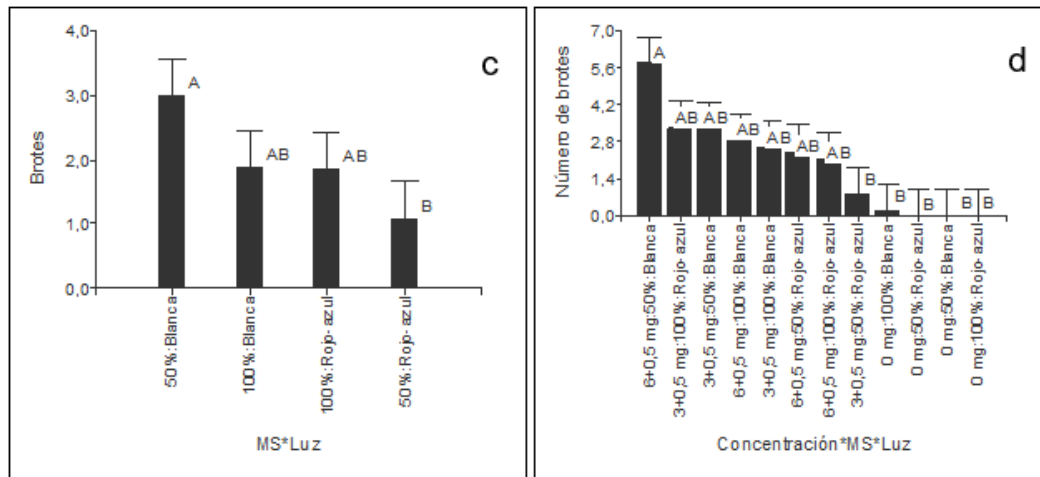 c
Brotes
4,0
3,0
2,0
1,0
0,0
A
AB
AB
B
50%:Blanca
100%:Blanca
100%:Rojo-azul
50%:Rojo-azul
MS*Luz
d
Número de brotes
7,0
5,6
4,2
2,8
1,4
0,0
A
AB
AB
AB
AB
AB
AB
B
B
B
B
B
6+0,5 mg:50%:Blanca
3+0,5 mg:100%:Rojo-azul
3+0,5 mg:50%:Blanca
6+0,5 mg:100%:Blanca
3+0,5 mg:100%:Blanca
6+0,5 mg:50%:Rojo-azul
6+0,5 mg:100%:Rojo-azul
3+0,5 mg:50%:Rojo-azul
0 mg:100%:Blanca
0 mg:50%:Rojo-azul
0 mg:50%:Blanca
0 mg:100%:Rojo-azul
Concentración*MS*Luz